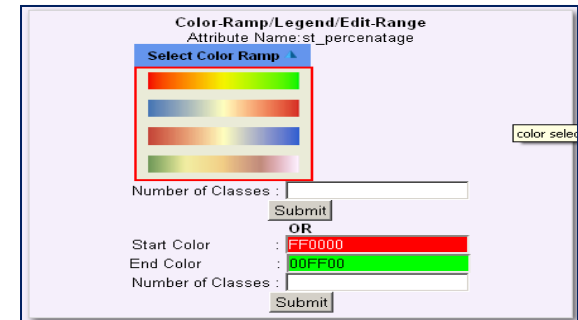 Color-Ramp/Legend/Edit-Range
Attribute Name:st_percenatage
Select Color Ramp
color selec
Number of Classes :
Submit
OR
Start Color : FF0000
End Color : 00FF00
Number of Classes :
Submit